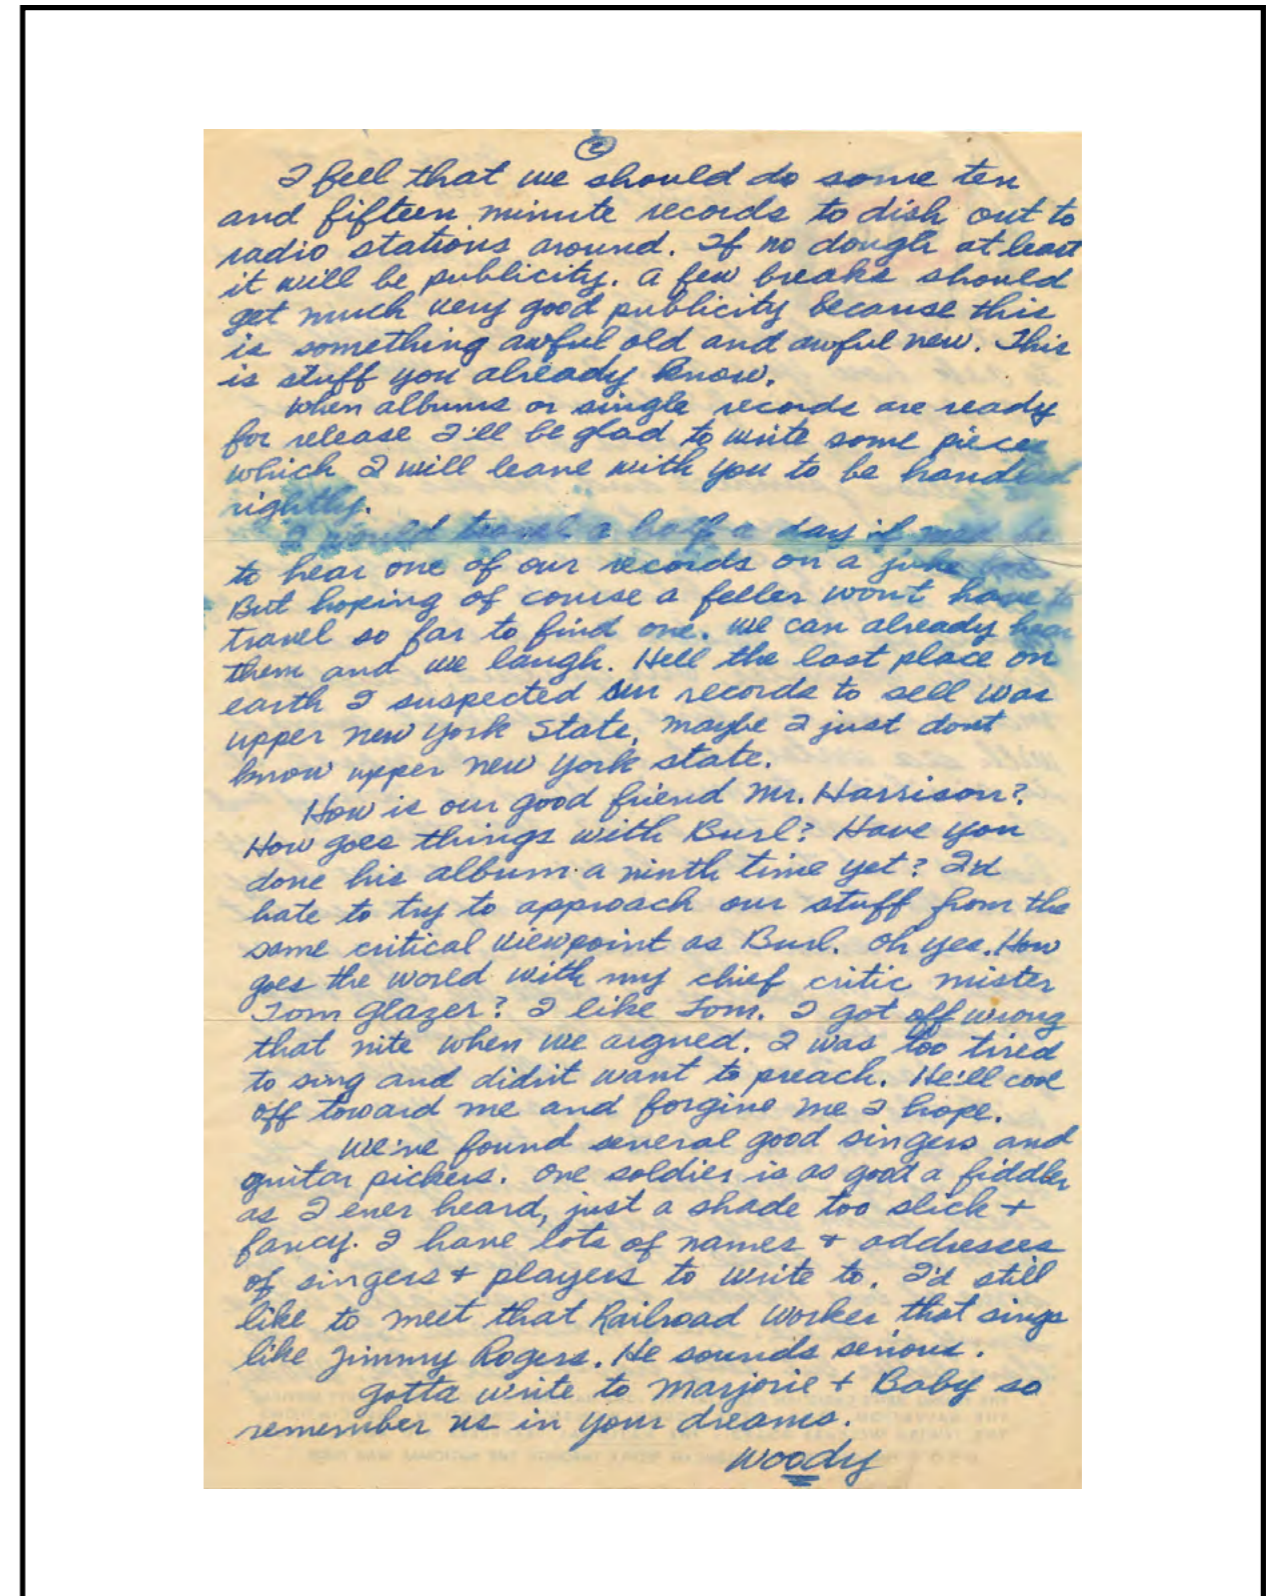 2
I feel that we should do some ten
and fifteen minute records to dish out to
radio stations around. If no dough at least
it will be publicity. A few breaks should
get much very good publicity because this
is something awful old and awful new. This
is stuff you already know.
When albums or single records are ready
for release I'll be glad to write some pieces
which I will leave with you to be handled
rightly.
I would travel a half a day if need be
to hear one of our records on a juke box
But hoping of course a feller wont have to
travel so far to find one. We can already hear
them and we laugh. Hell the last place on
earth I suspected our records to sell was
upper New York State, maybe I just dont
know upper new York state.
How is our good friend Mr. Harrison?
How goes things with Burl? Have you
done his album a ninth time yet? I'd
hate to try to approach our stuff from the
same critical viewpoint as Burl. Oh yes. How
goes the world with my chief critic mister
Tom Glazer? I like Tom. I got off wrong
that nite when we argued. I was too tired
to sing and didn't want to preach. He'll cool
off toward me and forgive me I hope.
We've found several good singers and
guitar pickers. One soldier is as good a fiddler
as I ever heard, just a shade too slick +
fancy. I have lots of names + addresses
of singers + players to write to. I'd still
like to meet that Railroad worker that sings
like Jimmy Rogers. He sounds serious.
Gotta write to Marjorie + Baby so
remember us in your dreams.
Woody